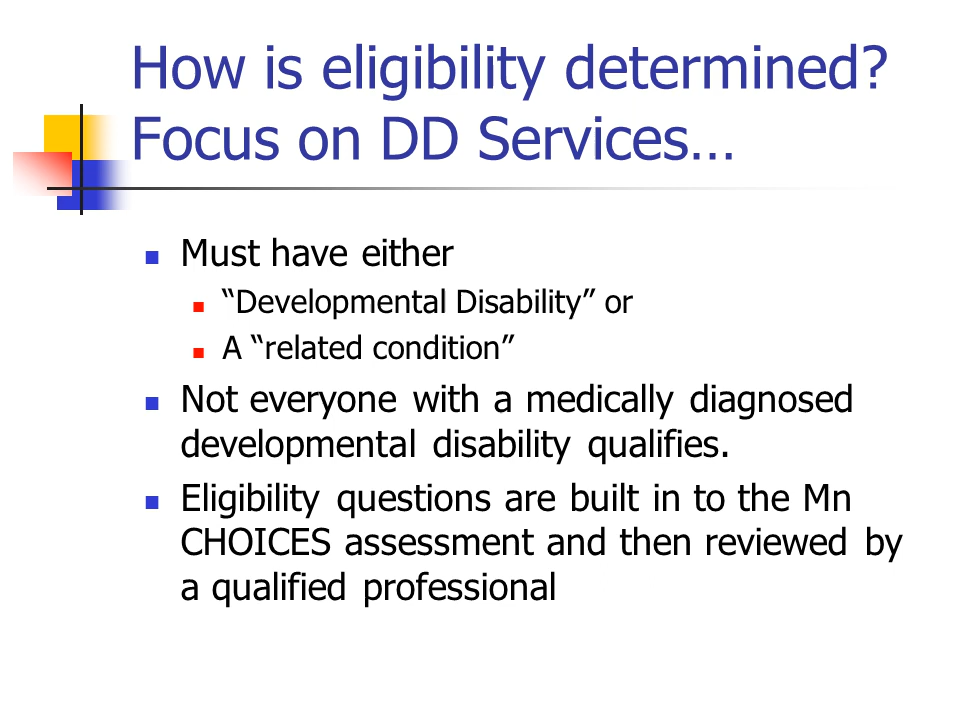 How is eligibility determined?
Focus on DD Services…
Must have either
“Developmental Disability” or
A “related condition”
Not everyone with a medically diagnosed
developmental disability qualifies.
Eligibility questions are built in to the Mn
CHOICES assessment and then reviewed by
a qualified professional